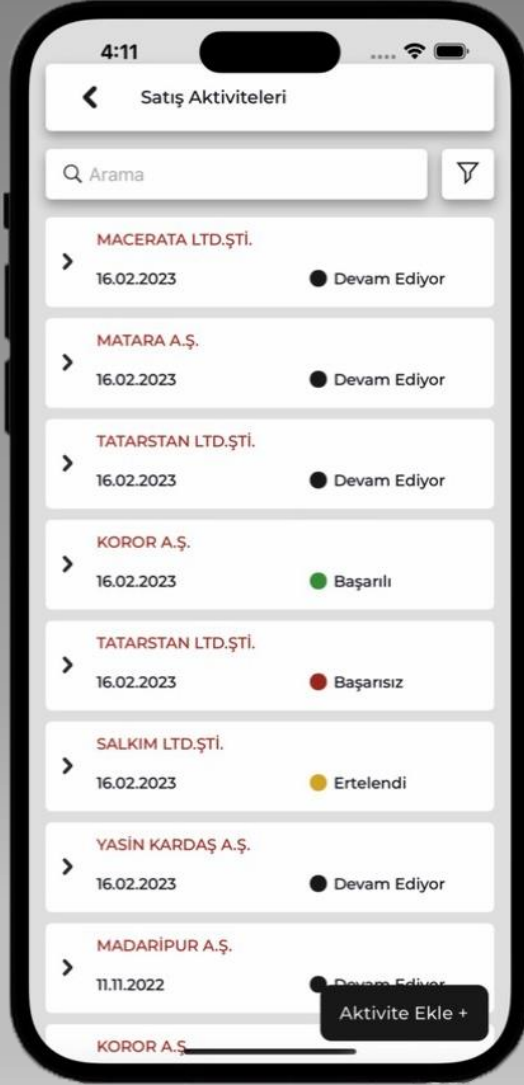 4:11
Satış Aktiviteleri
Arama
MACERATA LTD.ŞTİ.
16.02.2023 Devam Ediyor
MATARA A.Ş.
16.02.2023 Devam Ediyor
TATARSTAN LTD.ŞTİ.
16.02.2023 Devam Ediyor
KOROR A.Ş.
16.02.2023 Başarılı
TATARSTAN LTD.ŞTİ.
16.02.2023 Başarısız
SALKIM LTD.ŞTİ.
16.02.2023 Ertelendi
YASİN KARDAŞ A.Ş.
16.02.2023 Devam Ediyor
MADARİPUR A.Ş.
11.11.2022 Devam Ediyor
Aktivite Ekle +
KOROR A.Ş.